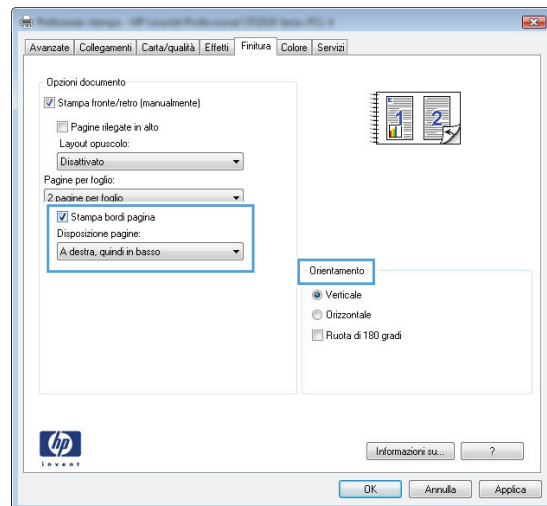 Avanzate Collegamenti Carta/qualità Effetti Finitura Colore Servizi
Opzioni documento
Stampa fronte/retro (manualmente)
Pagine rilegate in alto
Layout opuscolo:
Disattivato
Pagine per foglio:
2 pagine per foglio
Stampa bordi pagina
Disposizione pagine:
A destra, quindi in basso
1 2
Orientamento
Verticale
Orizzontale
Ruota di 180 gradi
hp
invent
Informazioni su... ?
OK Annulla Applica